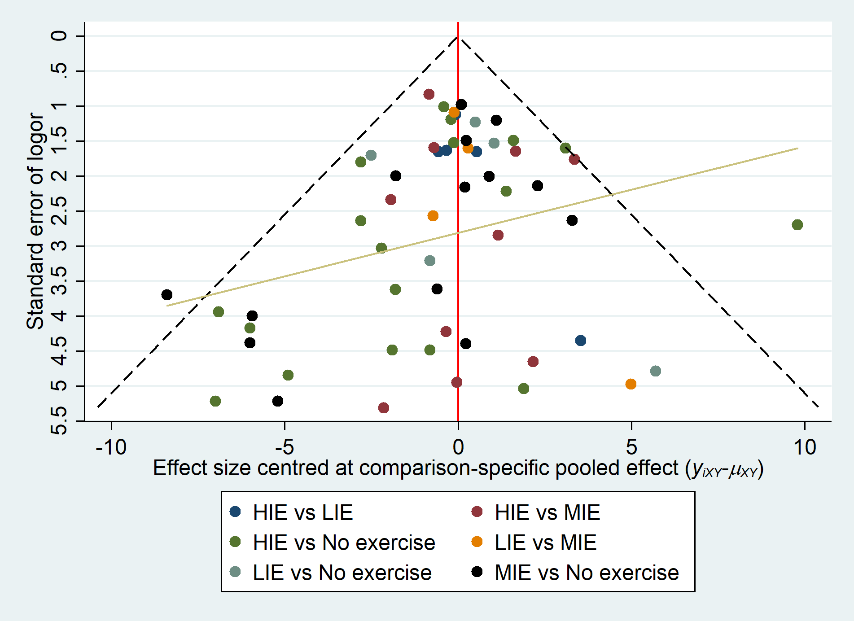 Standard error of logor
0
.5
1
1.5
2
2.5
3
3.5
4
4.5
5
5.5
-10 -5 0 5 10
Effect size centred at comparison-specific pooled effect (yiXY-μXY)
HIE vs LIE HIE vs MIE
HIE vs No exercise LIE vs MIE
LIE vs No exercise MIE vs No exercise